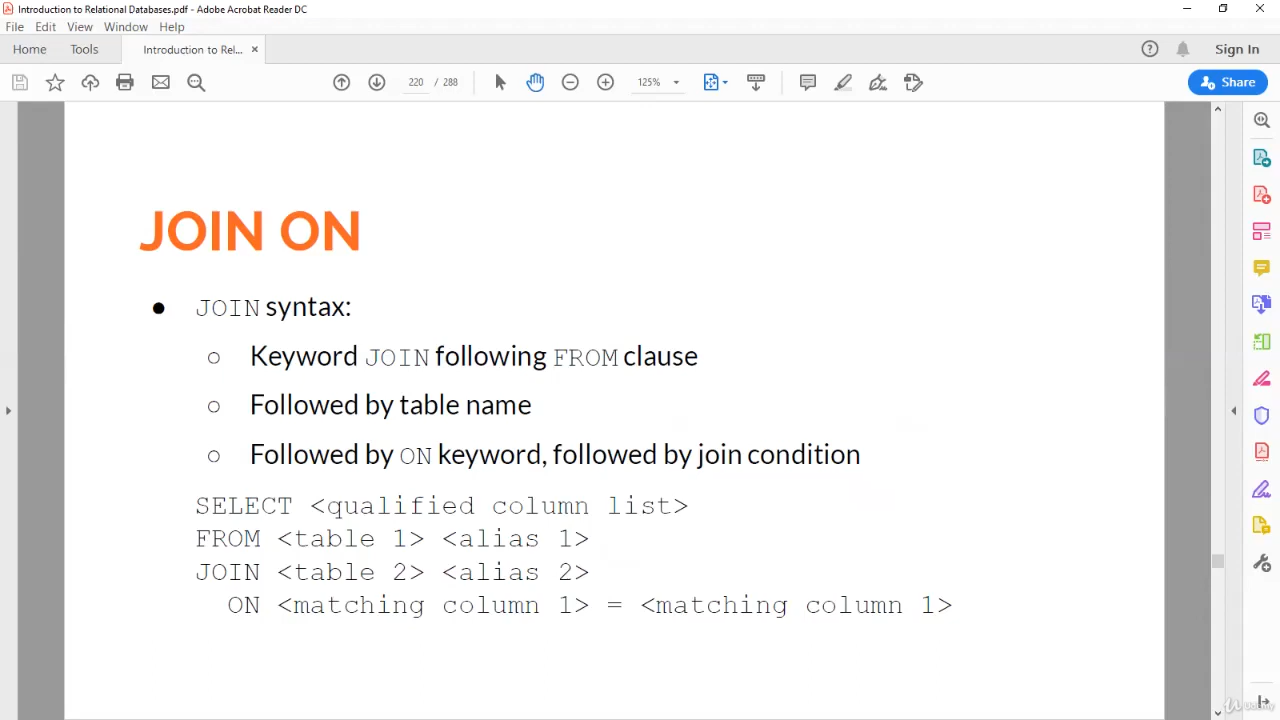 Introduction to Relational Databases.pdf - Adobe Acrobat Reader DC
File Edit View Window Help
Home Tools Introduction to Rel... × Sign In
220 / 288 125% Share
JOIN ON
● JOIN syntax:
○ Keyword JOIN following FROM clause
○ Followed by table name
○ Followed by ON keyword, followed by join condition
SELECT <qualified column list>
FROM <table 1> <alias 1>
JOIN <table 2> <alias 2>
ON <matching column 1> = <matching column 1>
Udemy